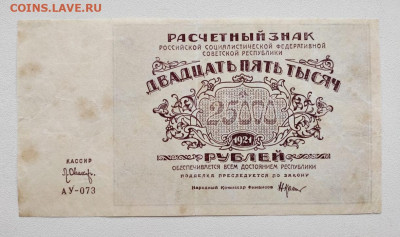 COINS.LAVE.RU
РАСЧЕТНЫЙ ЗНАК
РОССИЙСКОЙ СОЦИАЛИСТИЧЕСКОЙ ФЕДЕРАТИВНОЙ
СОВЕТСКОЙ РЕСПУБЛИКИ
ДВАДЦАТЬ ПЯТЬ ТЫСЯЧ
25000
1921
РУБЛЕЙ
ОБЕСПЕЧИВАЕТСЯ ВСЕМ ДОСТОЯНИЕМ РЕСПУБЛИКИ
ПОДДЕЛКА ПРЕСЛЕДУЕТСЯ ПО ЗАКОНУ
Народный Комиссар Финансов
КАССИР
АУ-073